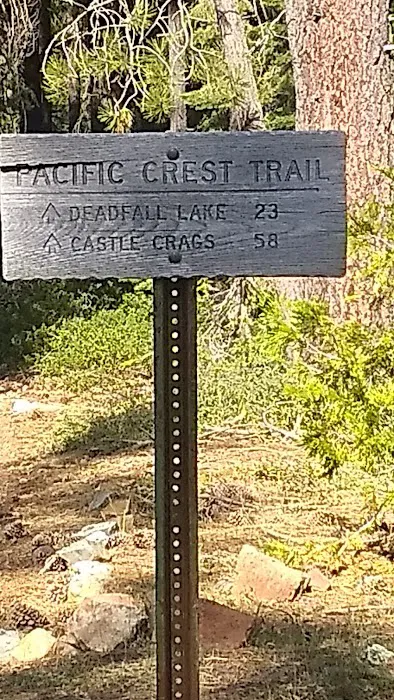 PACIFIC CREST TRAIL
DEADFALL LAKE 23
CASTLE CRAGS 58